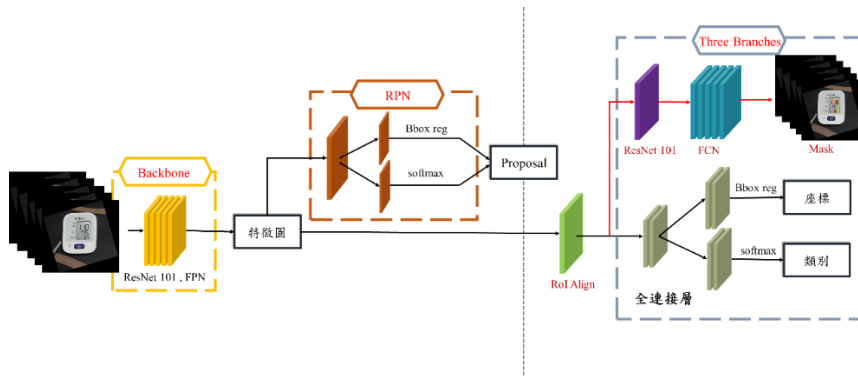 Three Branches
RPN
Bbox reg
softmax
Proposal
ResNet 101
FCN
Mask
Backbone
ResNet 101 , FPN
特徵圖
RoI Align
Bbox reg
座標
softmax
類別
全連接層